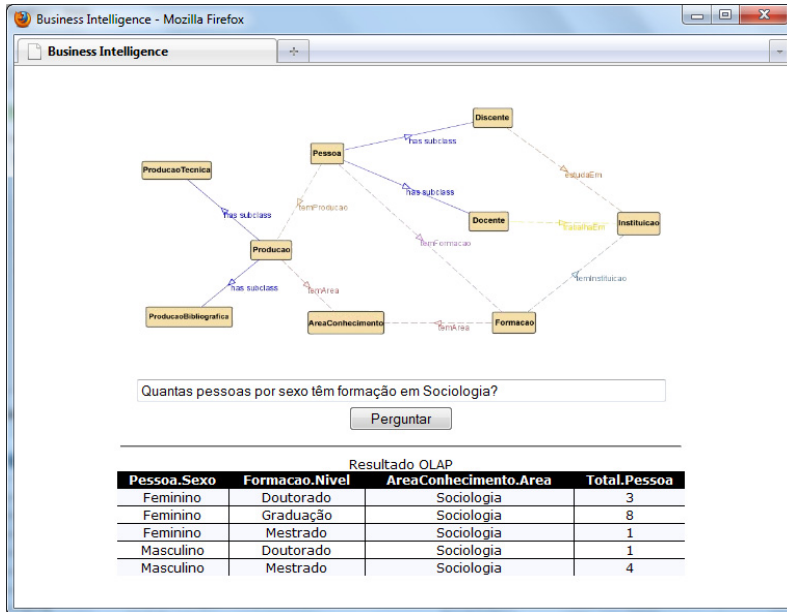 Business Intelligence - Mozilla Firefox
Business Intelligence
Discente
has subclass
Pessoa
ProducaoTecnica
estudaEm
has subclass
temProducao
has subclass
Docente
trabalhaEm
Instituicao
Producao
temFormacao
temInstituicao
has subclass
temArea
ProducaoBibliografica
AreaConhecimento
temArea
Formacao
Quantas pessoas por sexo têm formação em Sociologia?
Perguntar
Resultado OLAP
Pessoa.Sexo Formacao.Nivel AreaConhecimento.Area Total.Pessoa
Feminino Doutorado Sociologia 3
Feminino Graduação Sociologia 8
Feminino Mestrado Sociologia 1
Masculino Doutorado Sociologia 1
Masculino Mestrado Sociologia 4